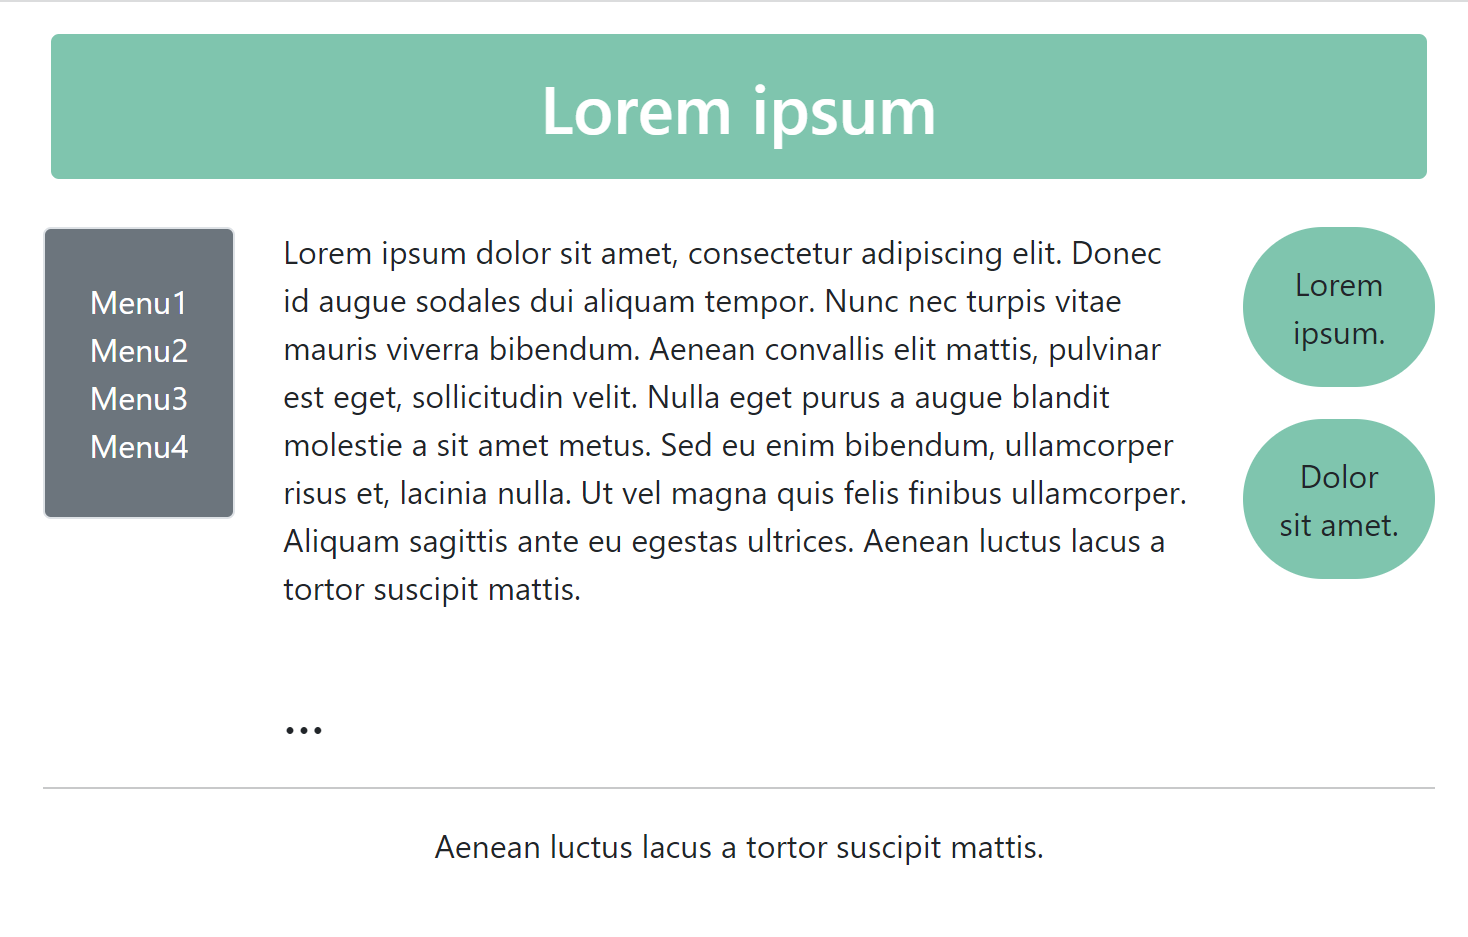 Lorem ipsum
Menu1
Menu2
Menu3
Menu4
Lorem ipsum dolor sit amet, consectetur adipiscing elit. Donec
id augue sodales dui aliquam tempor. Nunc nec turpis vitae
mauris viverra bibendum. Aenean convallis elit mattis, pulvinar
est eget, sollicitudin velit. Nulla eget purus a augue blandit
molestie a sit amet metus. Sed eu enim bibendum, ullamcorper
risus et, lacinia nulla. Ut vel magna quis felis finibus ullamcorper.
Aliquam sagittis ante eu egestas ultrices. Aenean luctus lacus a
tortor suscipit mattis.
...
Lorem
ipsum.
Dolor
sit amet.
Aenean luctus lacus a tortor suscipit mattis.